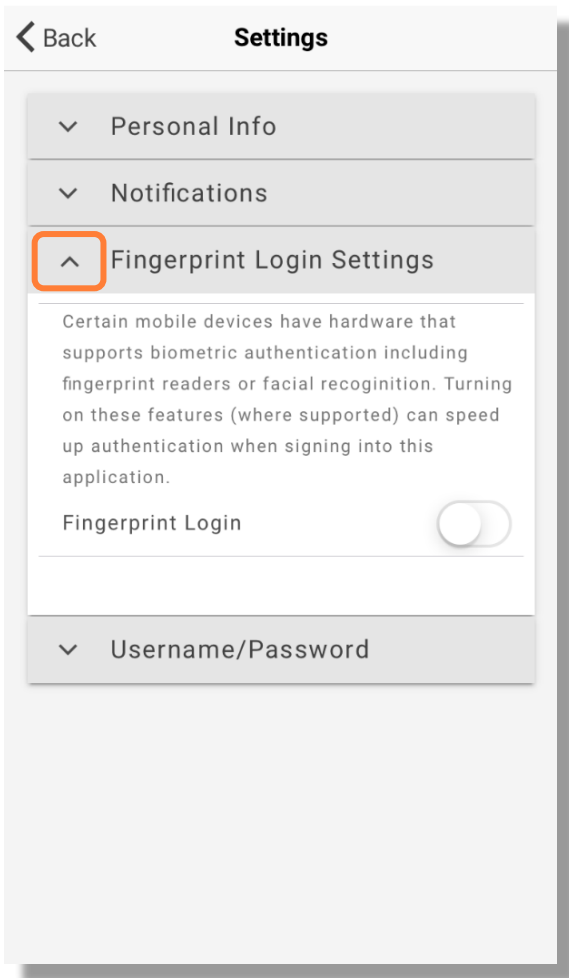 Back
Settings
Personal Info
Notifications
Fingerprint Login Settings
Certain mobile devices have hardware that
supports biometric authentication including
fingerprint readers or facial recoginition. Turning
on these features (where supported) can speed
up authentication when signing into this
application.
Fingerprint Login
Username/Password